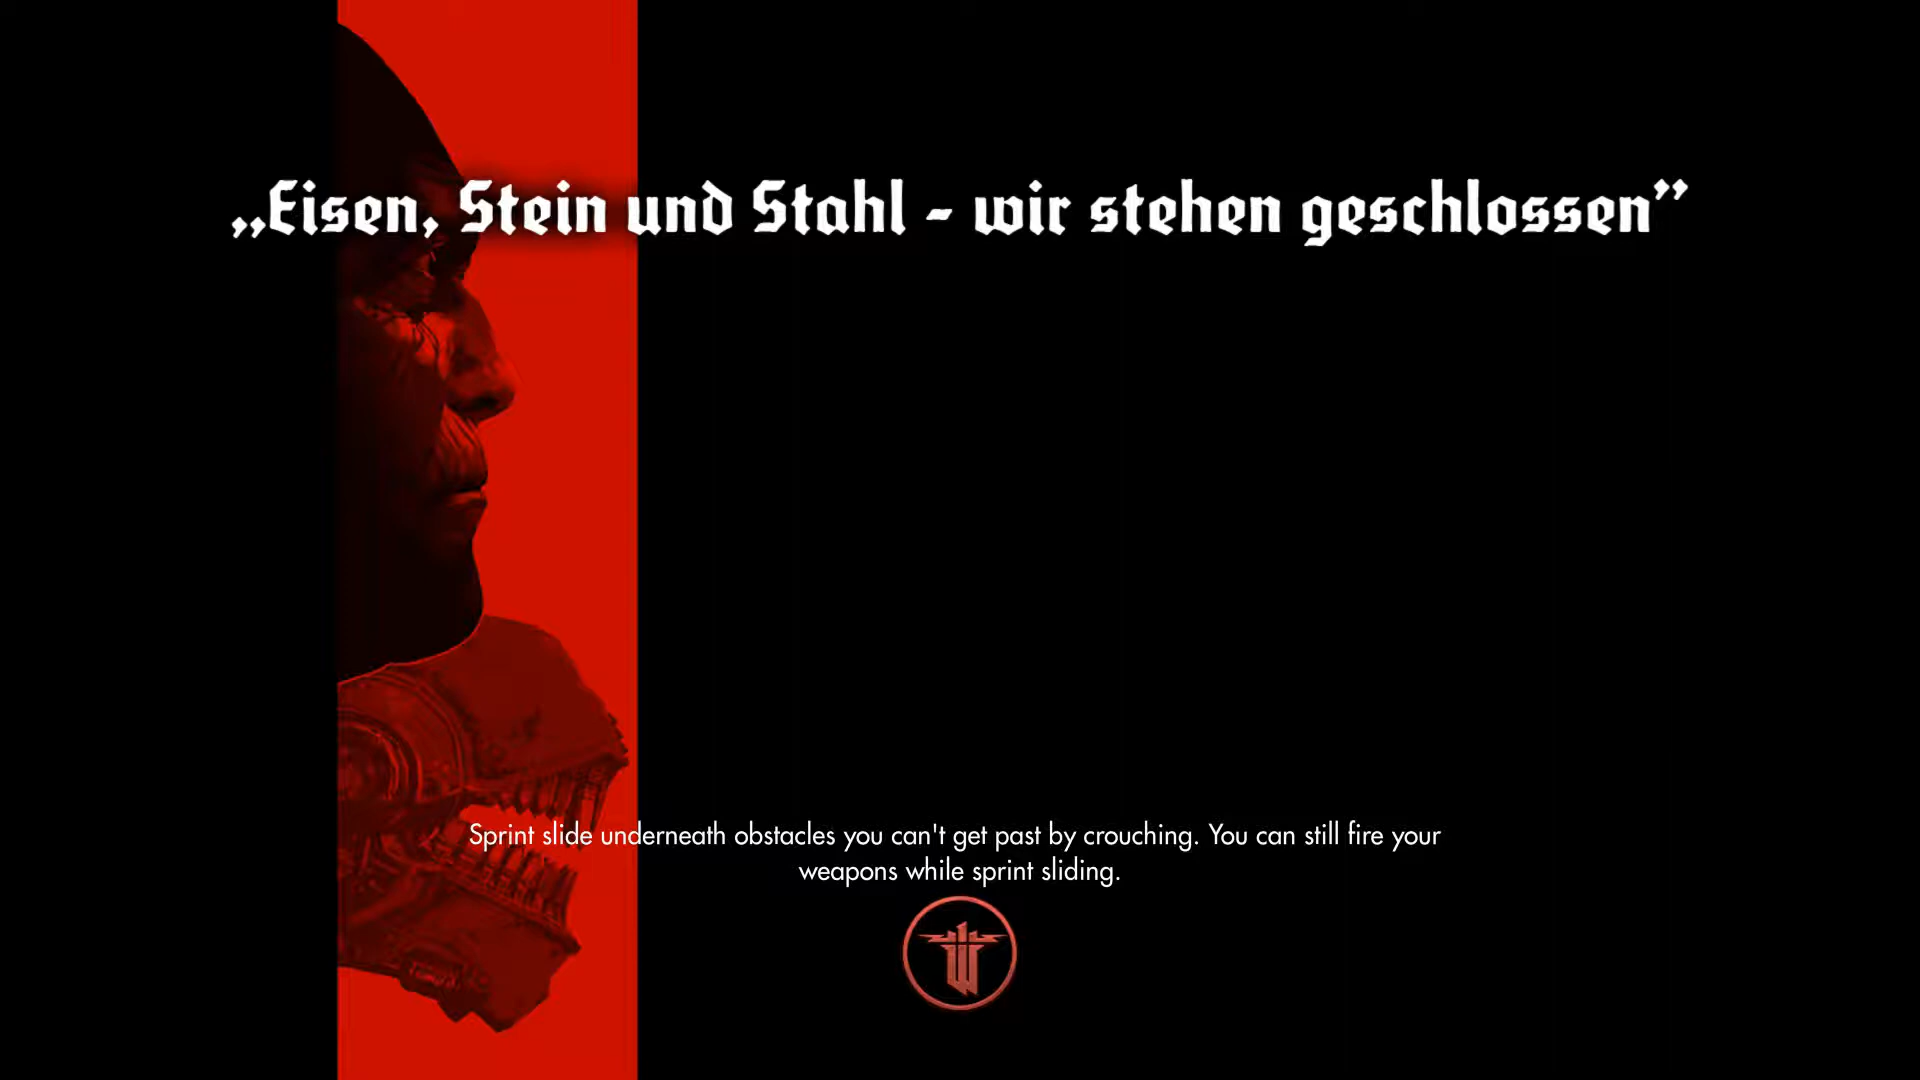 „Eisen, Stein und Stahl - wir stehen geschlossen”
Sprint slide underneath obstacles you can't get past by crouching. You can still fire your
weapons while sprint sliding.